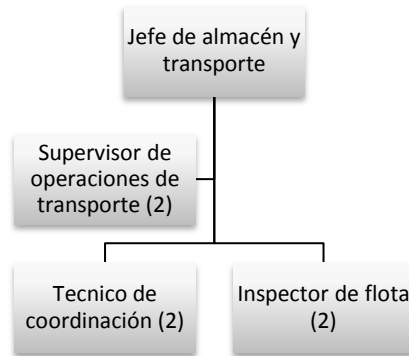 Jefe de almacén y
transporte
Supervisor de
operaciones de
transporte (2)
Tecnico de
coordinación (2)
Inspector de flota
(2)